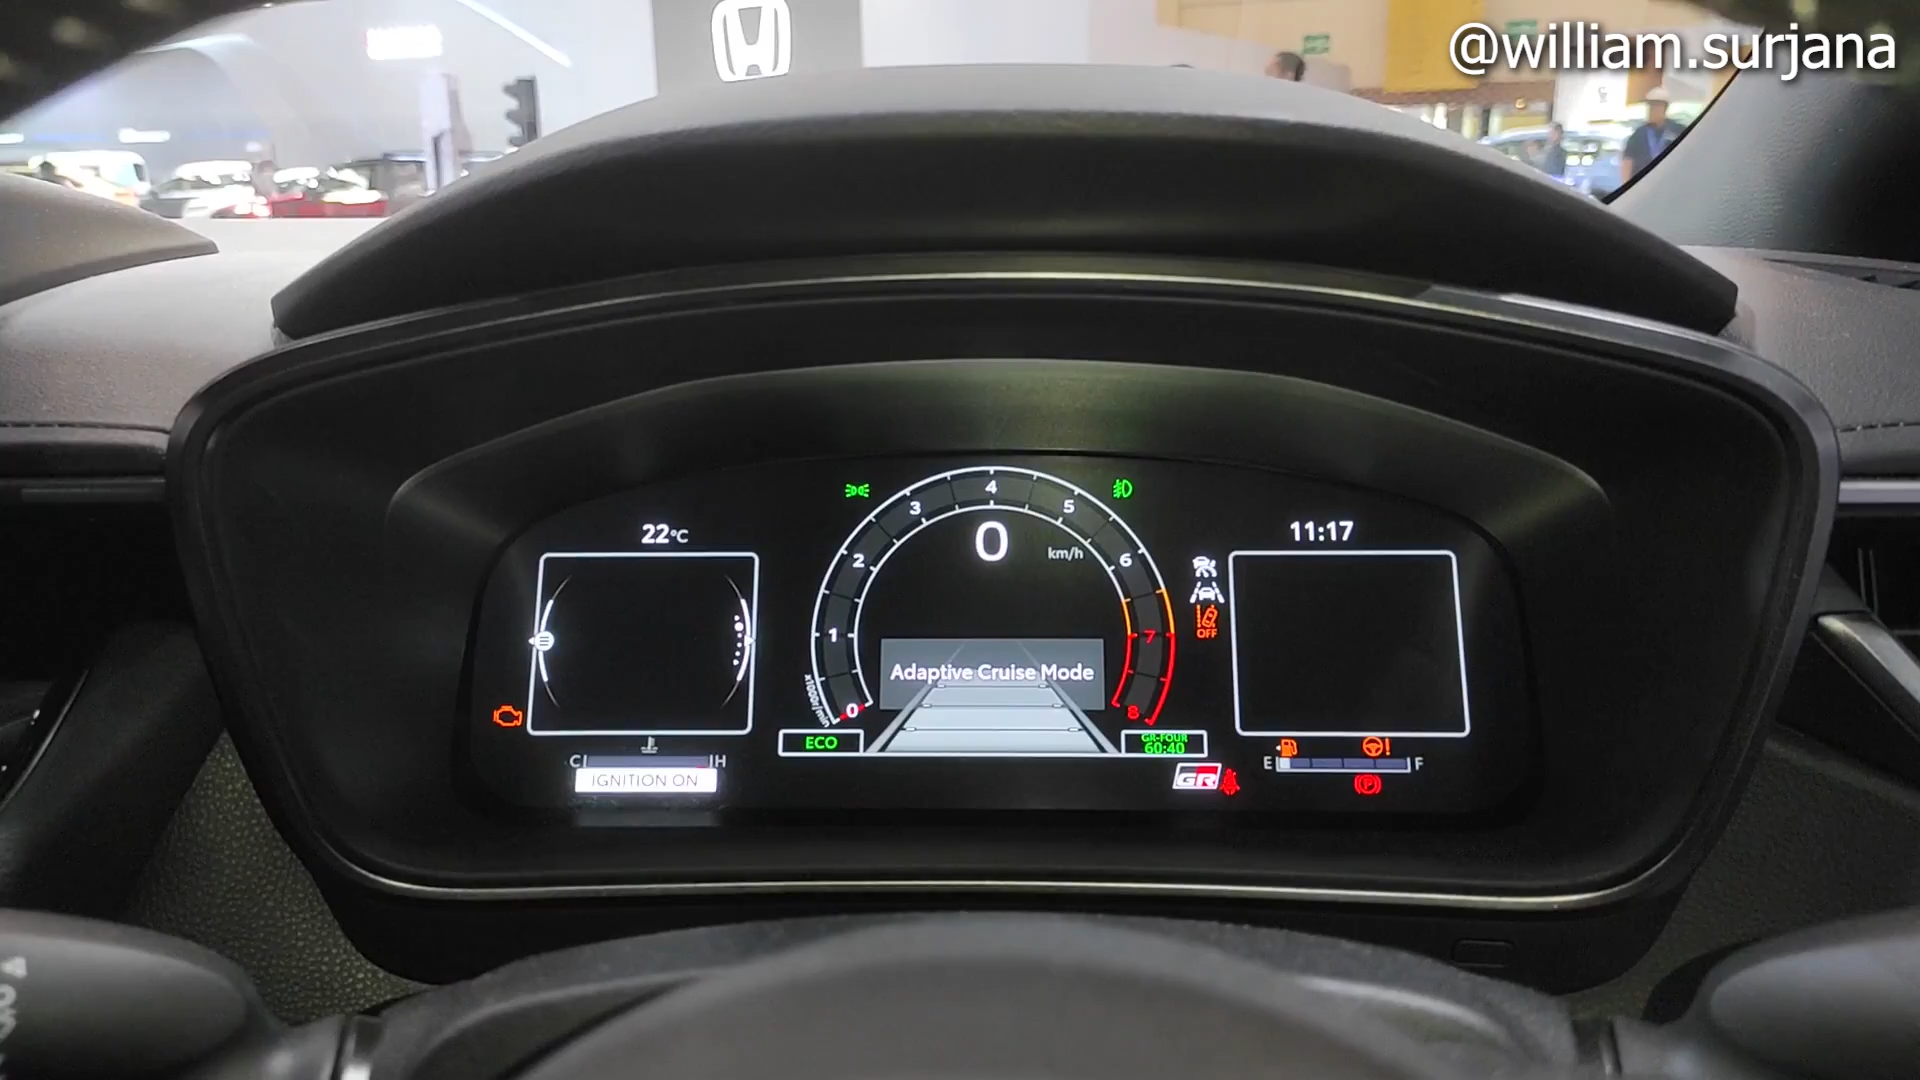 @william.surjana
22°C
11:17
0
km/h
0
1
2
3
4
5
6
7
8
x1000r/min
Adaptive Cruise Mode
OFF
ECO
GR-FOUR
60:40
C
H
IGNITION ON
GR
E
F
P